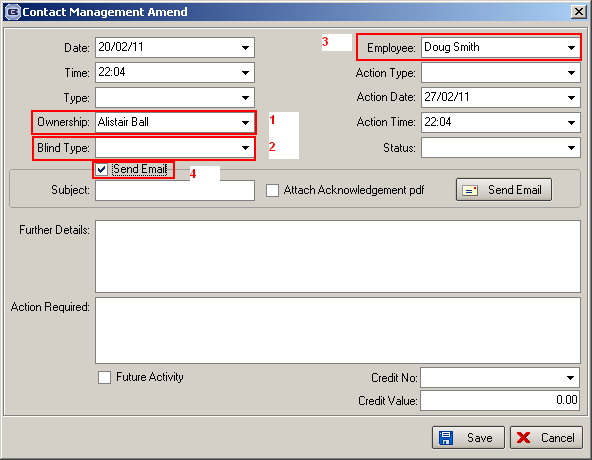 Contact Management Amend
Date: 20/02/11 3 Employee: Doug Smith
Time: 22:04 Action Type:
Type: Action Date: 27/02/11
Ownership: Alistair Ball 1 Action Time: 22:04
Blind Type: 2 Status:
Send Email 4
Subject: Attach Acknowledgement pdf Send Email
Further Details:
Action Required:
Future Activity Credit No:
Credit Value: 0.00
Save Cancel